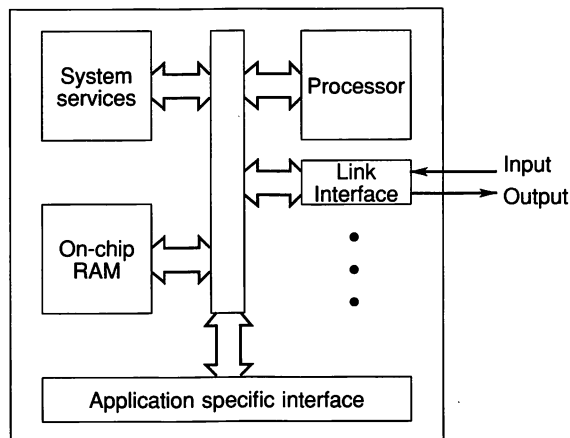 System
services
Processor
Link
Interface
Input
Output
On-chip
RAM
Application specific interface